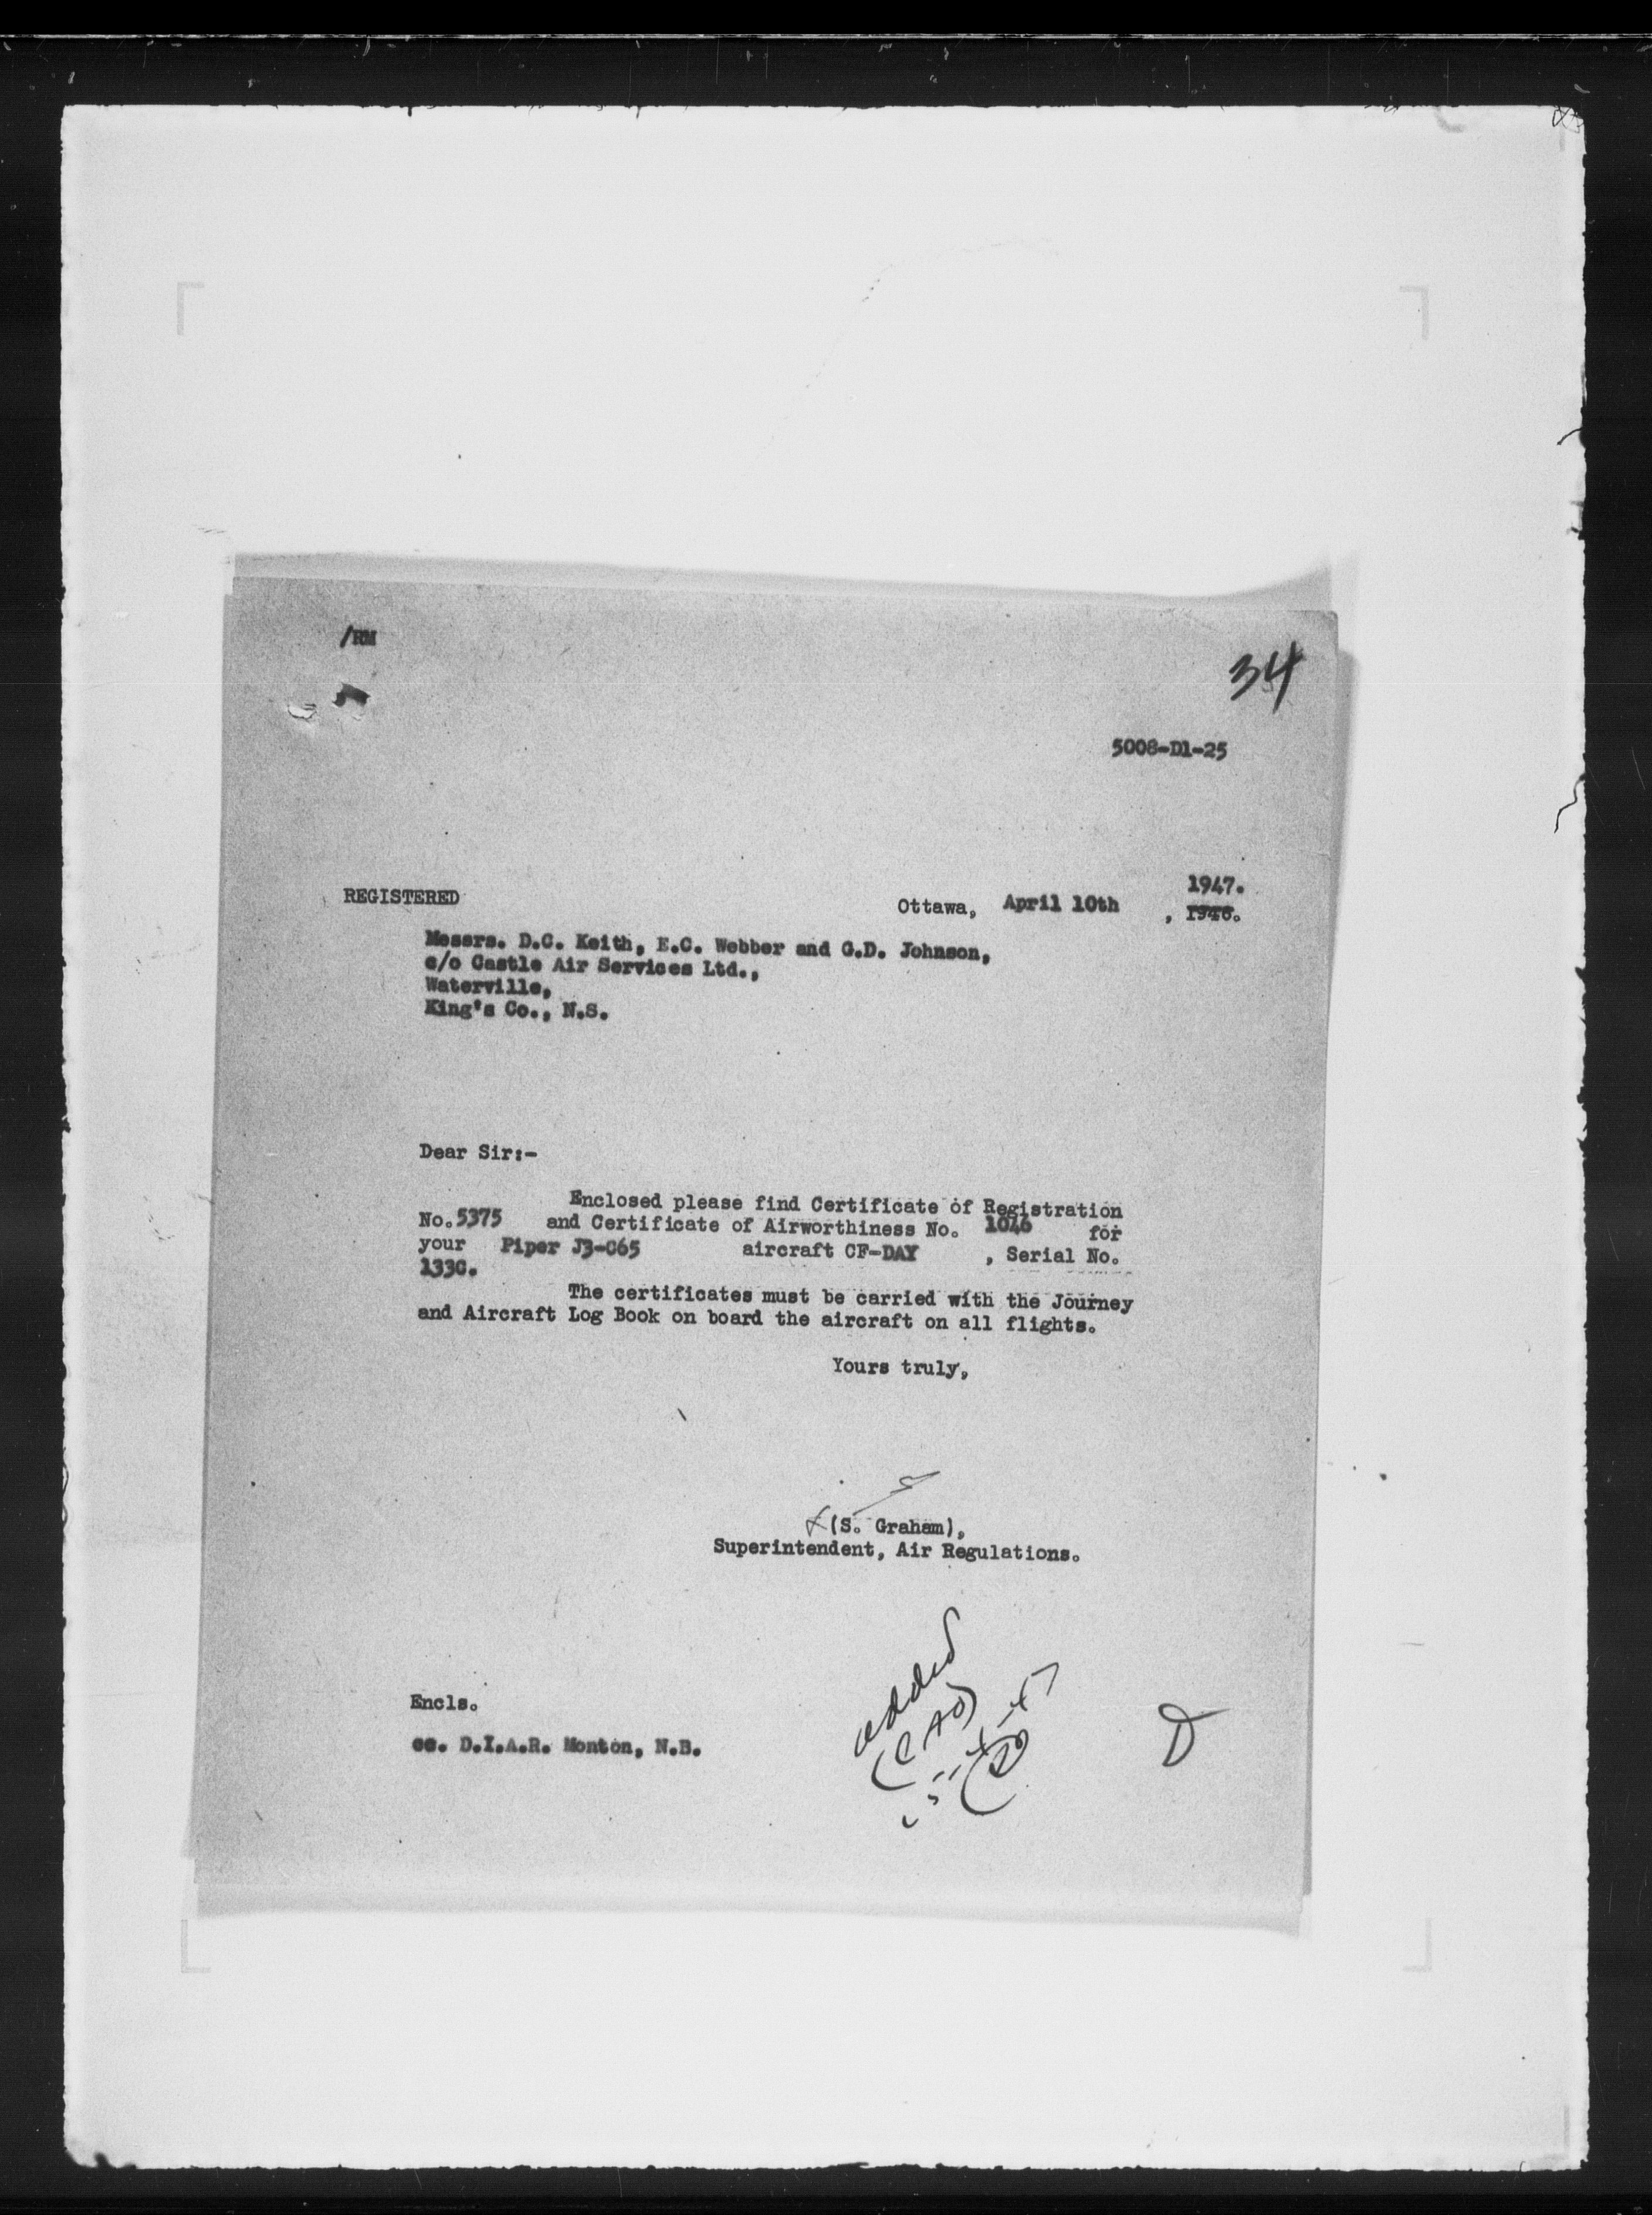 /RM
34
5008-D1-25
1947.
REGISTERED Ottawa, April 10th , 1946.
Messrs. D.C. Keith, E.C. Webber and G.D. Johnson,
c/o Castle Air Services Ltd.,
Waterville,
King's Co., N.S.
Dear Sir:-
Enclosed please find Certificate of Registration
No. 5375 and Certificate of Airworthiness No. 1046 for
your Piper J3-C65 aircraft CF-DAY , Serial No.
1330.
The certificates must be carried with the Journey
and Aircraft Log Book on board the aircraft on all flights.
Yours truly,
(S. Graham),
Superintendent, Air Regulations.
added
Encls.
cc. D.I.A.R. Monton, N.B.
D